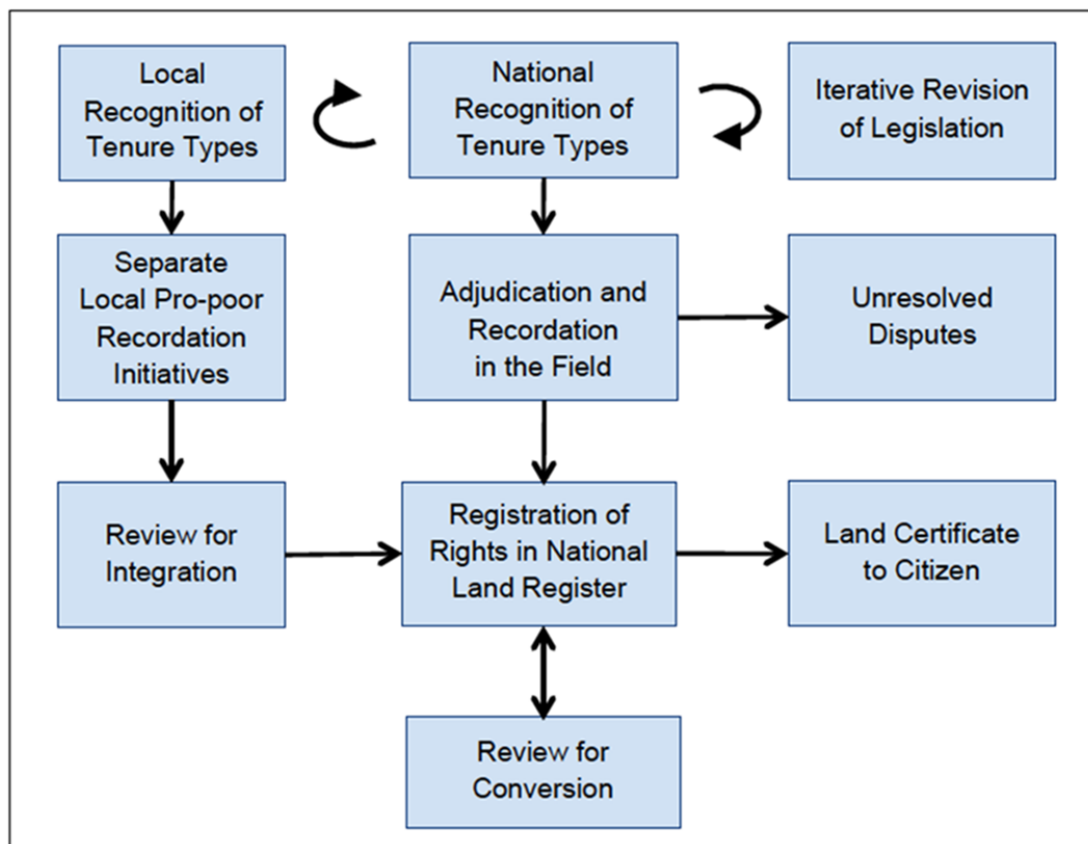 Local
Recognition of
Tenure Types
National
Recognition of
Tenure Types
Iterative Revision
of Legislation
Separate
Local Pro-poor
Recordation
Initiatives
Adjudication and
Recordation
in the Field
Unresolved
Disputes
Review for
Integration
Registration of
Rights in National
Land Register
Land Certificate
to Citizen
Review for
Conversion